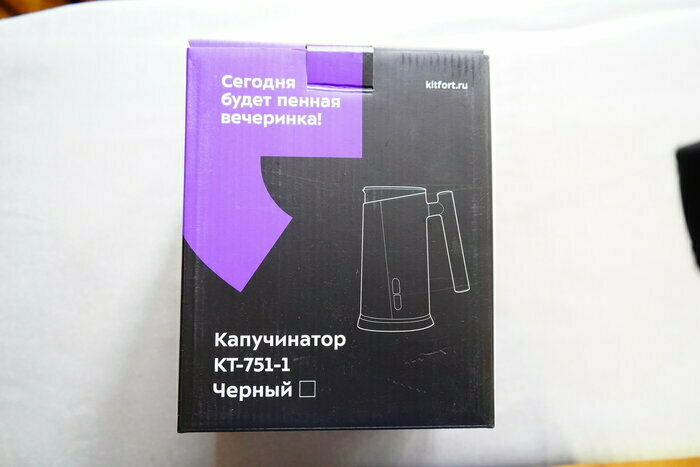 Сегодня
будет пенная
вечеринка!
kitfort.ru
Капучинатор
КТ-751-1
Черный